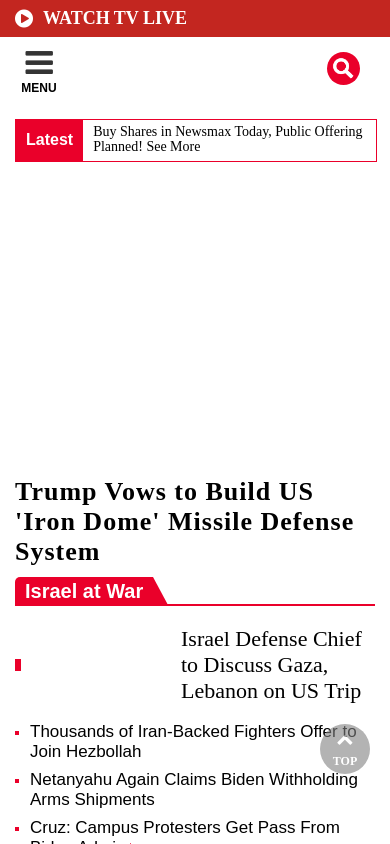 WATCH TV LIVE
MENU
Latest
Buy Shares in Newsmax Today, Public Offering
Planned! See More
Trump Vows to Build US
'Iron Dome' Missile Defense
System
Israel at War
Israel Defense Chief
to Discuss Gaza,
Lebanon on US Trip
Thousands of Iran-Backed Fighters Offer to
Join Hezbollah
TOP
Netanyahu Again Claims Biden Withholding
Arms Shipments
Cruz: Campus Protesters Get Pass From